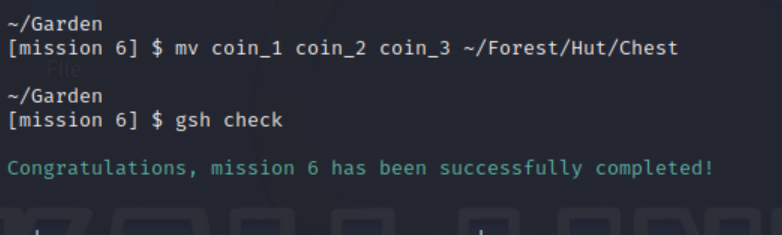 ~/Garden
[mission 6] $ mv coin_1 coin_2 coin_3 ~/Forest/Hut/Chest
File
~/Garden
[mission 6] $ gsh check
Congratulations, mission 6 has been successfully completed!